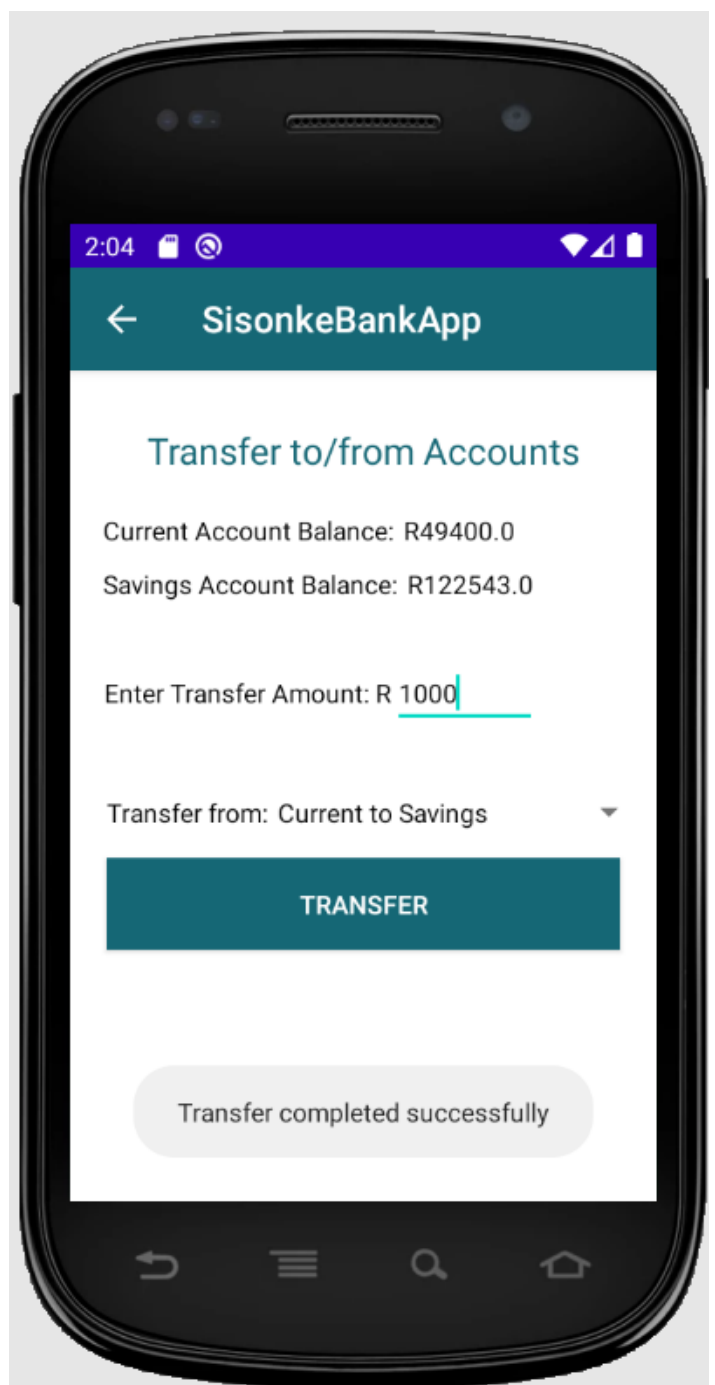 2:04
SisonkeBankApp
Transfer to/from Accounts
Current Account Balance: R49400.0
Savings Account Balance: R122543.0
Enter Transfer Amount: R 1000
Transfer from: Current to Savings
TRANSFER
Transfer completed successfully